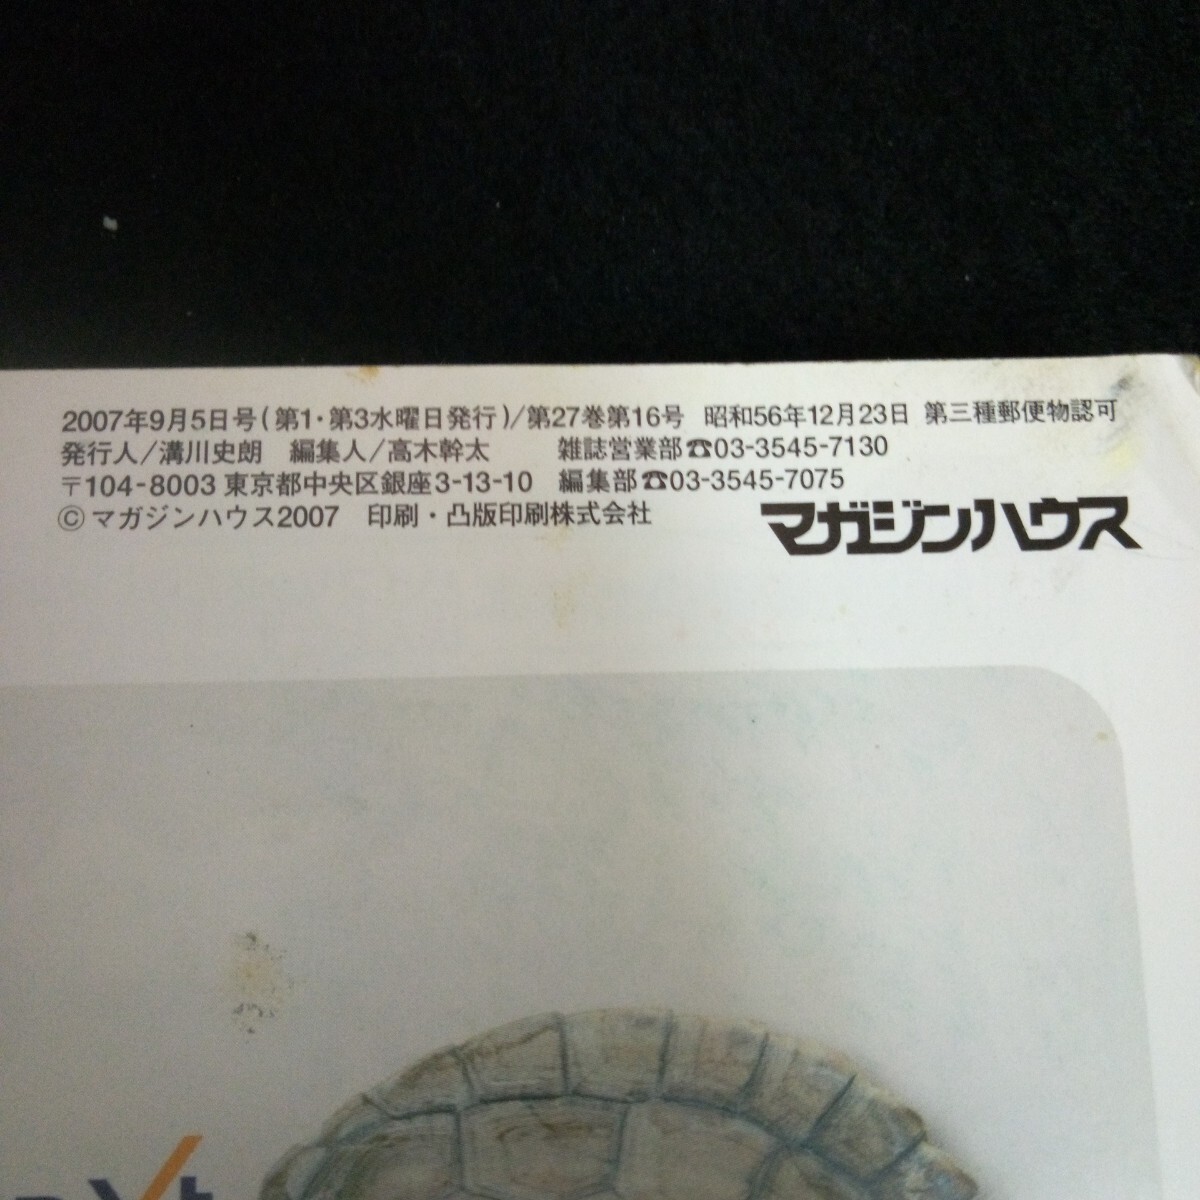 2007年9月5日号(第1・第3水曜日発行)/第27巻第16号 昭和56年12月23日 第三種郵便物認可
発行人/溝川史朗 編集人/高木幹太 雑誌営業部☎03-3545-7130
〒104-8003 東京都中央区銀座3-13-10 編集部☎03-3545-7075
©マガジンハウス2007 印刷・凸版印刷株式会社
マガジンハウス